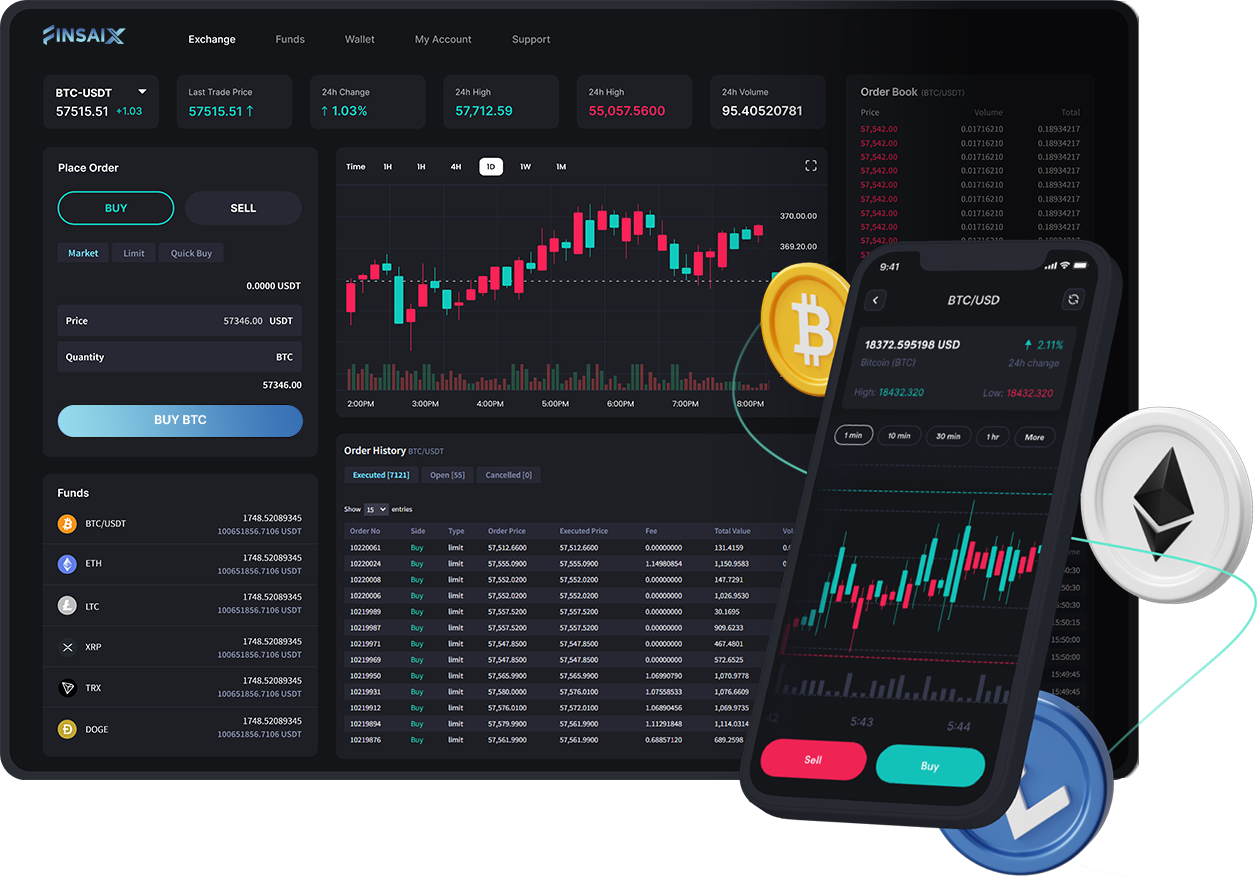 FINSAIX
Exchange Funds Wallet My Account Support
BTC-USDT
57515.51 +1.03
Last Trade Price
57515.51 ↑
24h Change
↑ 1.03%
24h High
57,712.59
24h High
55,057.5600
24h Volume
95.40520781
Order Book (BTC/USDT)
Price Volume Total
57,542.00 0.01716210 0.18934217
57,542.00 0.01716210 0.18934217
57,542.00 0.01716210 0.18934217
57,542.00 0.01716210 0.18934217
57,542.00 0.01716210 0.18934217
57,542.00 0.01716210 0.18934217
57,542.00 0.01716210 0.18934217
57,542.00 0.01716210 0.18934217
57,542.00 0.01716210 0.18934217
Place Order
BUY SELL
Market Limit Quick Buy
0.0000 USDT
Price 57346.00 USDT
Quantity BTC
57346.00
BUY BTC
Time 1H 1H 4H 1D 1W 1M
370.00.00
369.20.00
2:00PM 3:00PM 4:00PM 5:00PM 6:00PM 7:00PM 8:00PM
Funds
BTC/USDT 1748.52089345
100651856.7106 USDT
ETH 1748.52089345
100651856.7106 USDT
LTC 1748.52089345
100651856.7106 USDT
XRP 1748.52089345
100651856.7106 USDT
TRX 1748.52089345
100651856.7106 USDT
DOGE 1748.52089345
100651856.7106 USDT
Order History BTC/USDT
Executed [7121] Open [55] Cancelled [0]
Show 15 entries
Order No Side Type Order Price Executed Price Fee Total Value
10220061 Buy limit 57,512.6600 57,512.6600 0.00000000 131.4159
10220024 Buy limit 57,555.0900 57,555.0900 1.14980854 1,150.9583
10220008 Buy limit 57,552.0200 57,552.0200 0.00000000 147.7291
10220006 Buy limit 57,552.0200 57,552.0200 0.00000000 1,026.9530
10219989 Buy limit 57,557.5200 57,557.5200 0.00000000 30.1695
10219987 Buy limit 57,557.5200 57,557.5200 0.00000000 909.6233
10219971 Buy limit 57,547.8500 57,547.8500 0.00000000 467.4801
10219969 Buy limit 57,547.8500 57,547.8500 0.00000000 572.6525
10219950 Buy limit 57,565.9900 57,565.9900 1.06990790 1,070.9778
10219931 Buy limit 57,580.0000 57,576.0100 1.07558533 1,076.6609
10219912 Buy limit 57,576.0100 57,572.0100 1.06890456 1,069.9735
10219894 Buy limit 57,579.9900 57,561.9900 1.11291848 1,114.0314
10219876 Buy limit 57,561.9900 57,561.9900 0.68857120 689.2598
9:41
BTC/USD
18372.595198 USD 2.11%
Bitcoin (BTC) 24h change
High: 18432.320 Low: 18432.320
1 min 10 min 30 min 1 hr More
5:43 5:44
Sell Buy
15:50:15
15:50:00
15:50:00
15:49:45
15:49:45